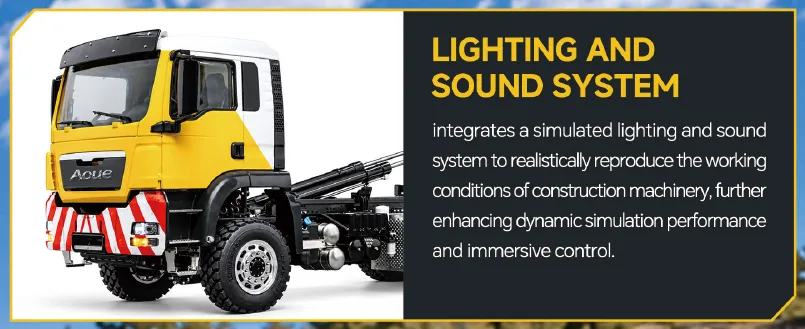 LIGHTING AND
SOUND SYSTEM
integrates a simulated lighting and sound
system to realistically reproduce the working
conditions of construction machinery, further
enhancing dynamic simulation performance
and immersive control.
Aoue